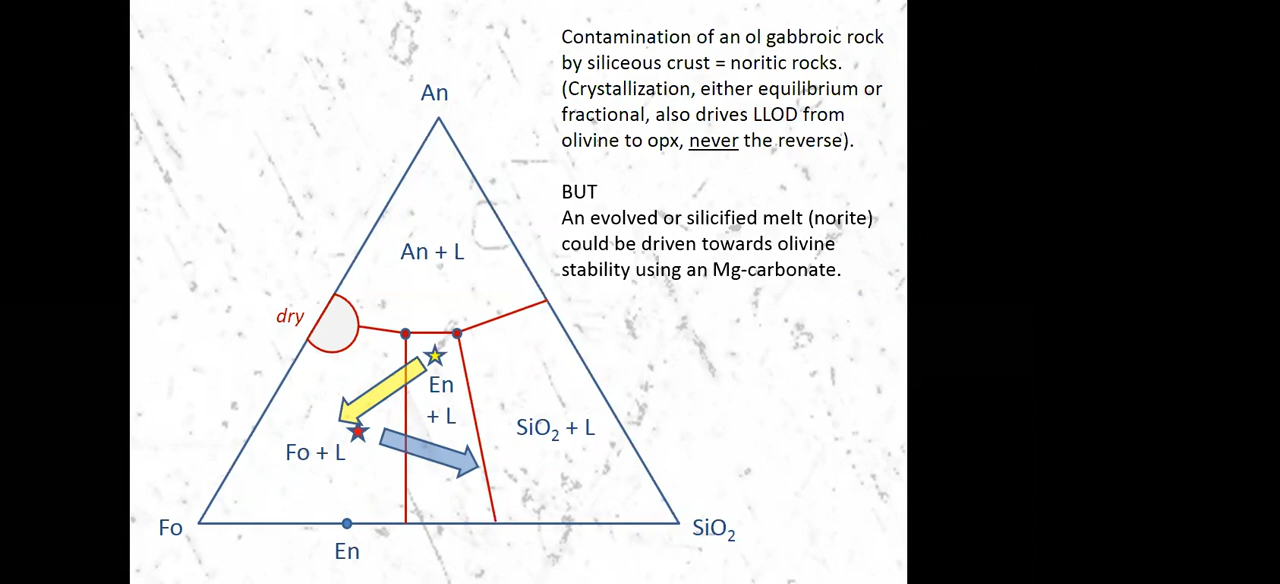 Contamination of an ol gabbroic rock
by siliceous crust = noritic rocks.
(Crystallization, either equilibrium or
fractional, also drives LLOD from
olivine to opx, never the reverse).
BUT
An evolved or silicified melt (norite)
could be driven towards olivine
stability using an Mg-carbonate.
An
An + L
dry
En
+ L
SiO₂ + L
Fo + L
Fo
SiO₂
En